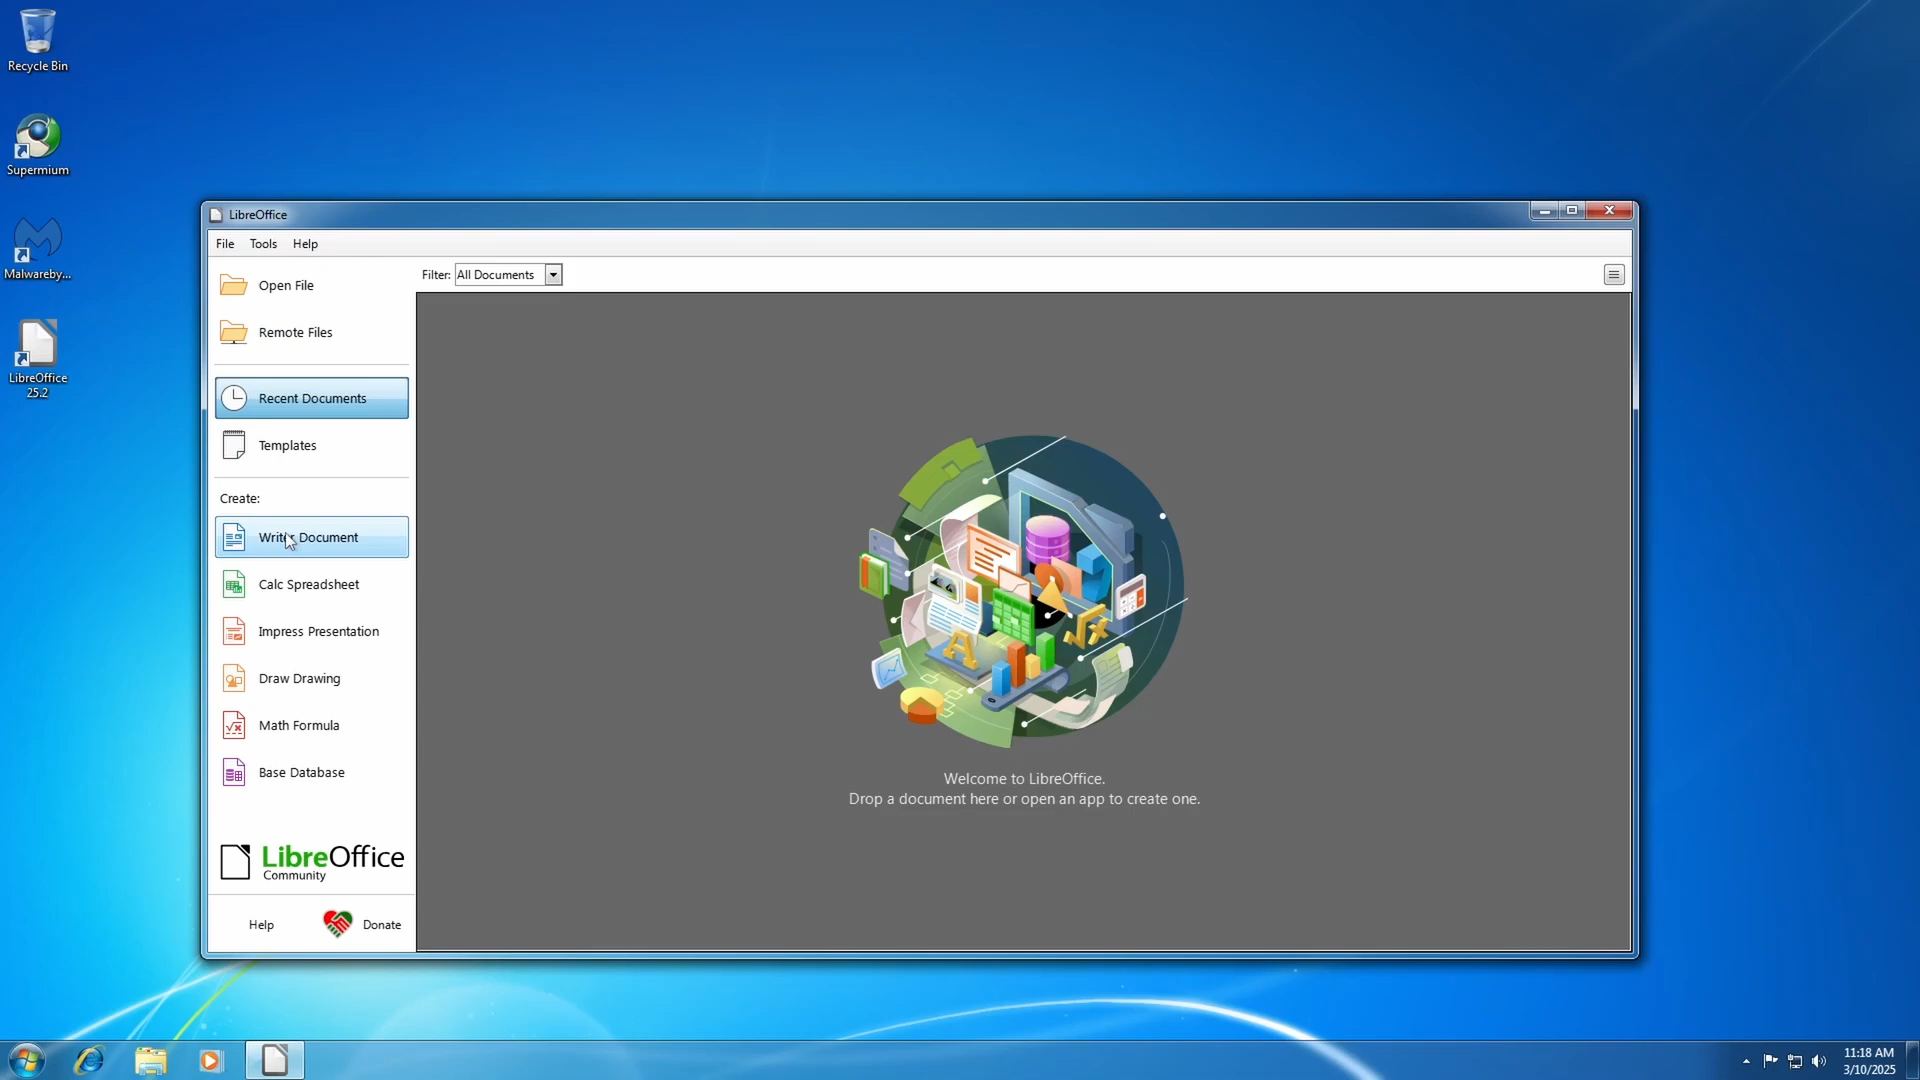 Recycle Bin
Supermium
Malwareby...
LibreOffice
25.2
LibreOffice
File Tools Help
Open File
Remote Files
Recent Documents
Templates
Create:
Writer Document
Calc Spreadsheet
Impress Presentation
Draw Drawing
Math Formula
Base Database
LibreOffice
Community
Help Donate
Filter: All Documents
Welcome to LibreOffice.
Drop a document here or open an app to create one.
11:18 AM
3/10/2025